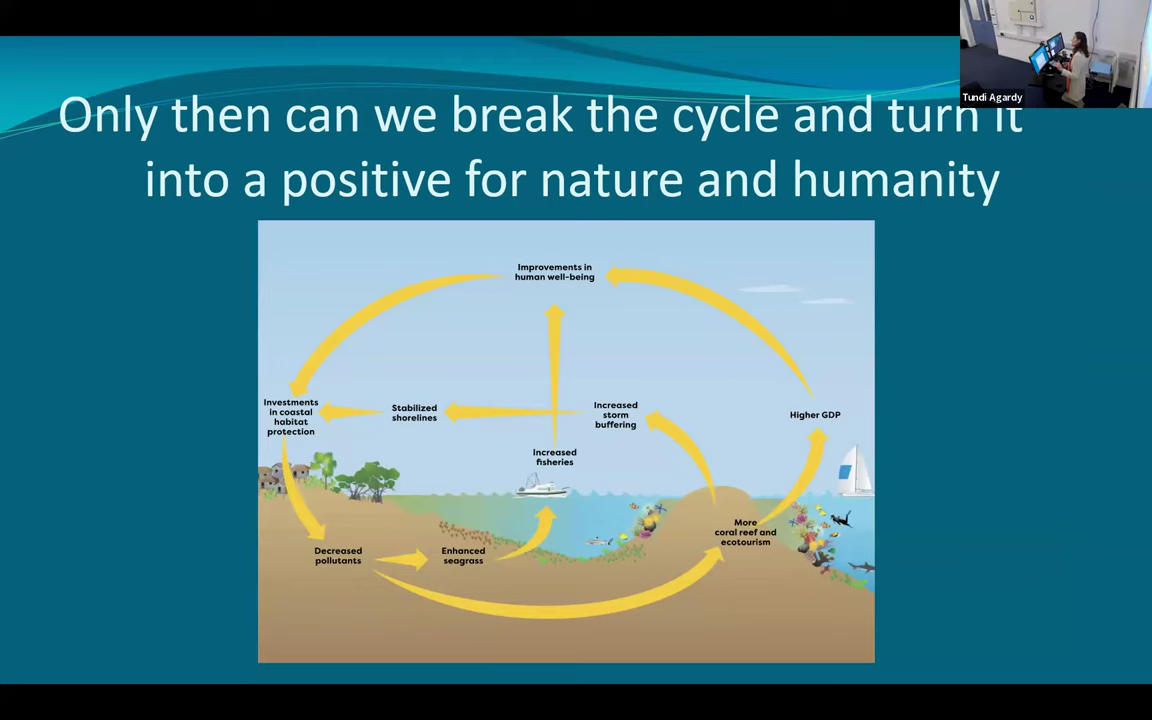 Tundi Agardy
Only then can we break the cycle and turn it
into a positive for nature and humanity
Improvements in
human well-being
Investments
in coastal
habitat
protection
Stabilized
shorelines
Increased
storm
buffering
Higher GDP
Increased
fisheries
More
coral reef and
ecotourism
Decreased
pollutants
Enhanced
seagrass